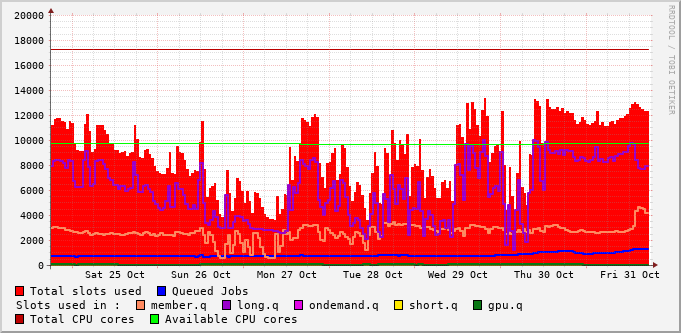 RRDTOOL / TOBI OETIKER
20000
18000
16000
14000
12000
10000
8000
6000
4000
2000
0
Sat 25 Oct Sun 26 Oct Mon 27 Oct Tue 28 Oct Wed 29 Oct Thu 30 Oct Fri 31 Oct
Total slots used Queued Jobs
Slots used in : member.q long.q ondemand.q short.q gpu.q
Total CPU cores Available CPU cores